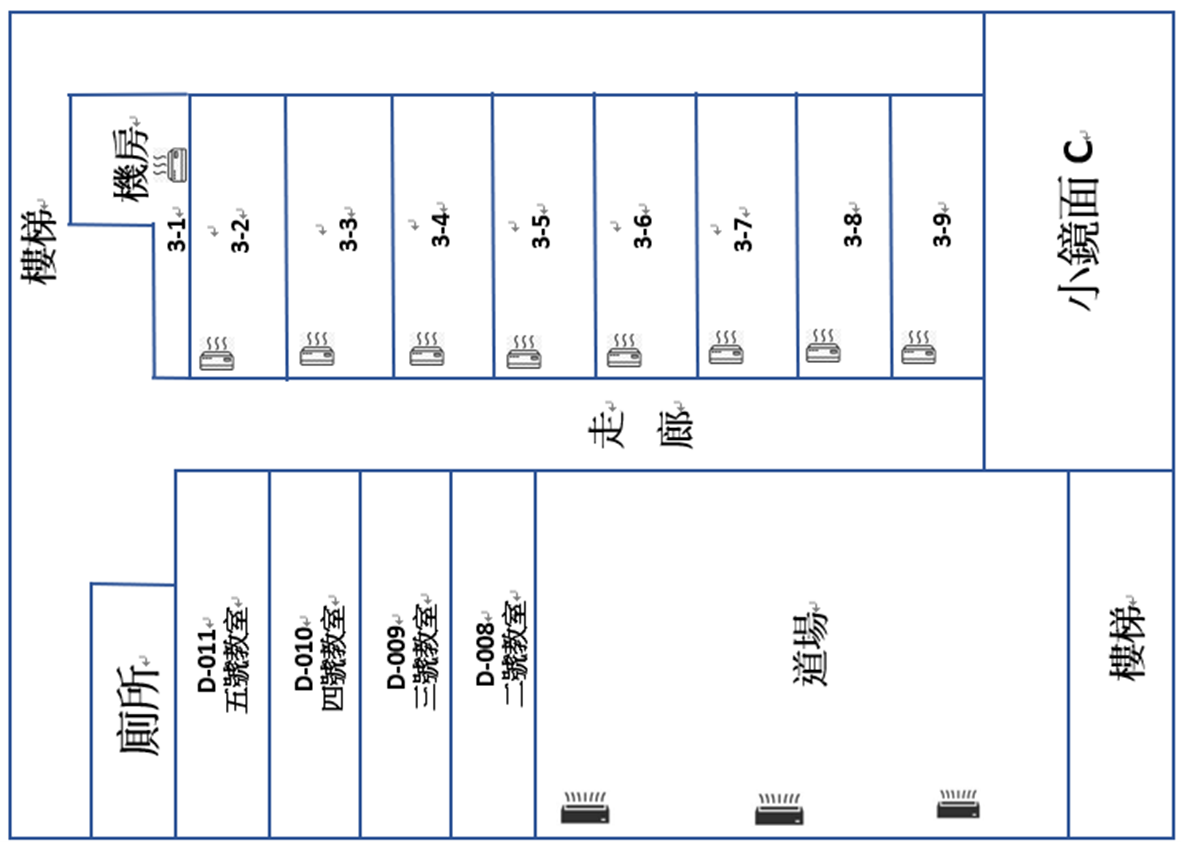 樓梯
機房
3-1
3-2
3-3
3-4
3-5
3-6
3-7
3-8
3-9
小鏡面 C
走 廊
廁所
D-011
五號教室
D-010
四號教室
D-009
三號教室
D-008
二號教室
道場
樓梯